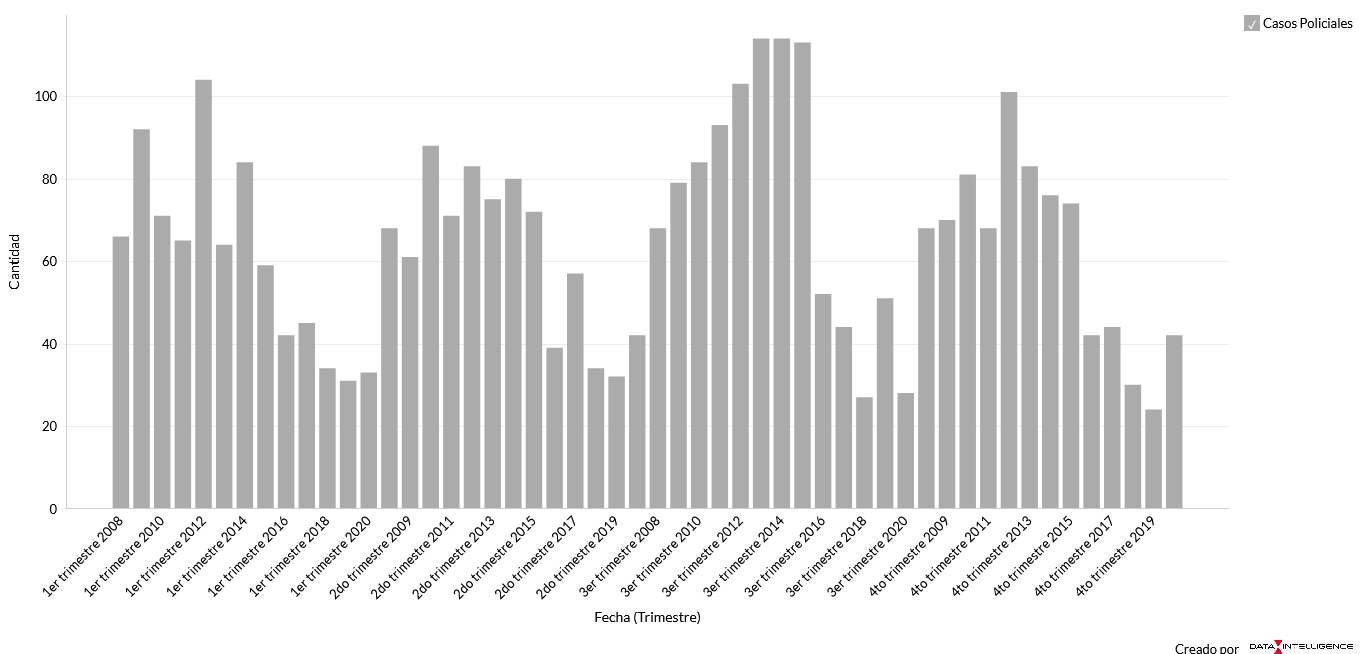 Casos Policiales
Cantidad
100
80
60
40
20
0
1er trimestre 2008
1er trimestre 2010
1er trimestre 2012
1er trimestre 2014
1er trimestre 2016
1er trimestre 2018
1er trimestre 2020
2do trimestre 2009
2do trimestre 2011
2do trimestre 2013
2do trimestre 2015
2do trimestre 2017
2do trimestre 2019
3er trimestre 2008
3er trimestre 2010
3er trimestre 2012
3er trimestre 2014
3er trimestre 2016
3er trimestre 2018
3er trimestre 2020
4to trimestre 2009
4to trimestre 2011
4to trimestre 2013
4to trimestre 2015
4to trimestre 2017
4to trimestre 2019
Fecha (Trimestre)
Creado por DATA INTELLIGENCE